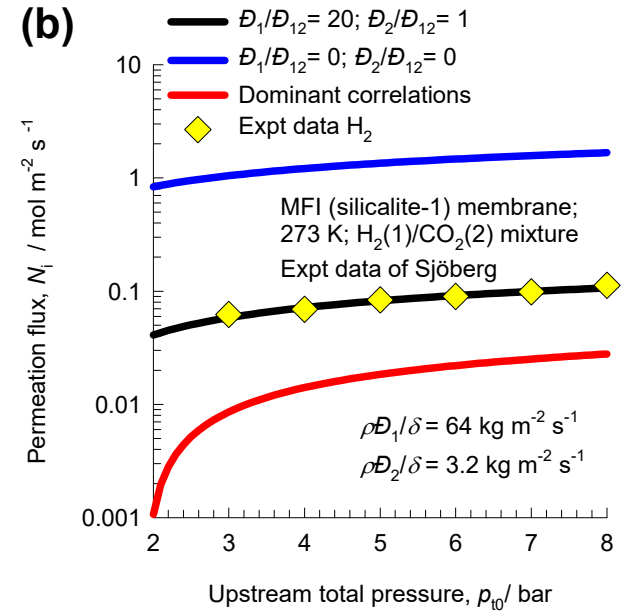 (b)
Đ₁/Đ₁₂= 20; Đ₂/Đ₁₂= 1
Đ₁/Đ₁₂= 0; Đ₂/Đ₁₂= 0
Dominant correlations
Expt data H₂
10
1
0.1
0.01
0.001
Permeation flux, Nᵢ / mol m⁻² s⁻¹
MFI (silicalite-1) membrane;
273 K; H₂(1)/CO₂(2) mixture
Expt data of Sjöberg
ρĐ₁/δ = 64 kg m⁻² s⁻¹
ρĐ₂/δ = 3.2 kg m⁻² s⁻¹
2 3 4 5 6 7 8
Upstream total pressure, pₜ₀/ bar